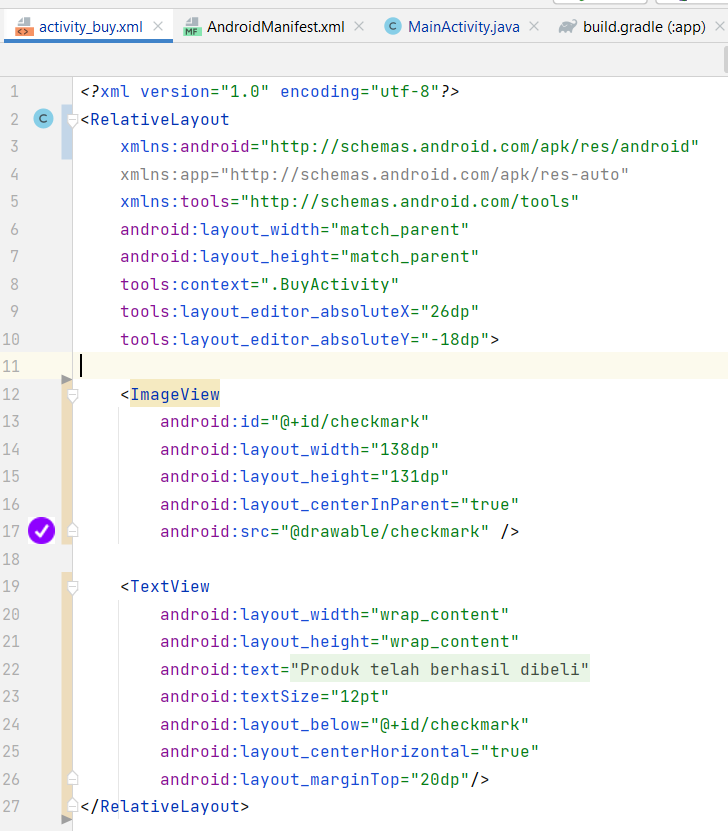 activity_buy.xml AndroidManifest.xml MainActivity.java build.gradle (:app)
1 <?xml version="1.0" encoding="utf-8"?>
2 <RelativeLayout
3 xmlns:android="http://schemas.android.com/apk/res/android"
4 xmlns:app="http://schemas.android.com/apk/res-auto"
5 xmlns:tools="http://schemas.android.com/tools"
6 android:layout_width="match_parent"
7 android:layout_height="match_parent"
8 tools:context=".BuyActivity"
9 tools:layout_editor_absoluteX="26dp"
10 tools:layout_editor_absoluteY="-18dp">
11
12 <ImageView
13 android:id="@+id/checkmark"
14 android:layout_width="138dp"
15 android:layout_height="131dp"
16 android:layout_centerInParent="true"
17 android:src="@drawable/checkmark" />
18
19 <TextView
20 android:layout_width="wrap_content"
21 android:layout_height="wrap_content"
22 android:text="Produk telah berhasil dibeli"
23 android:textSize="12pt"
24 android:layout_below="@+id/checkmark"
25 android:layout_centerHorizontal="true"
26 android:layout_marginTop="20dp"/>
27 </RelativeLayout>